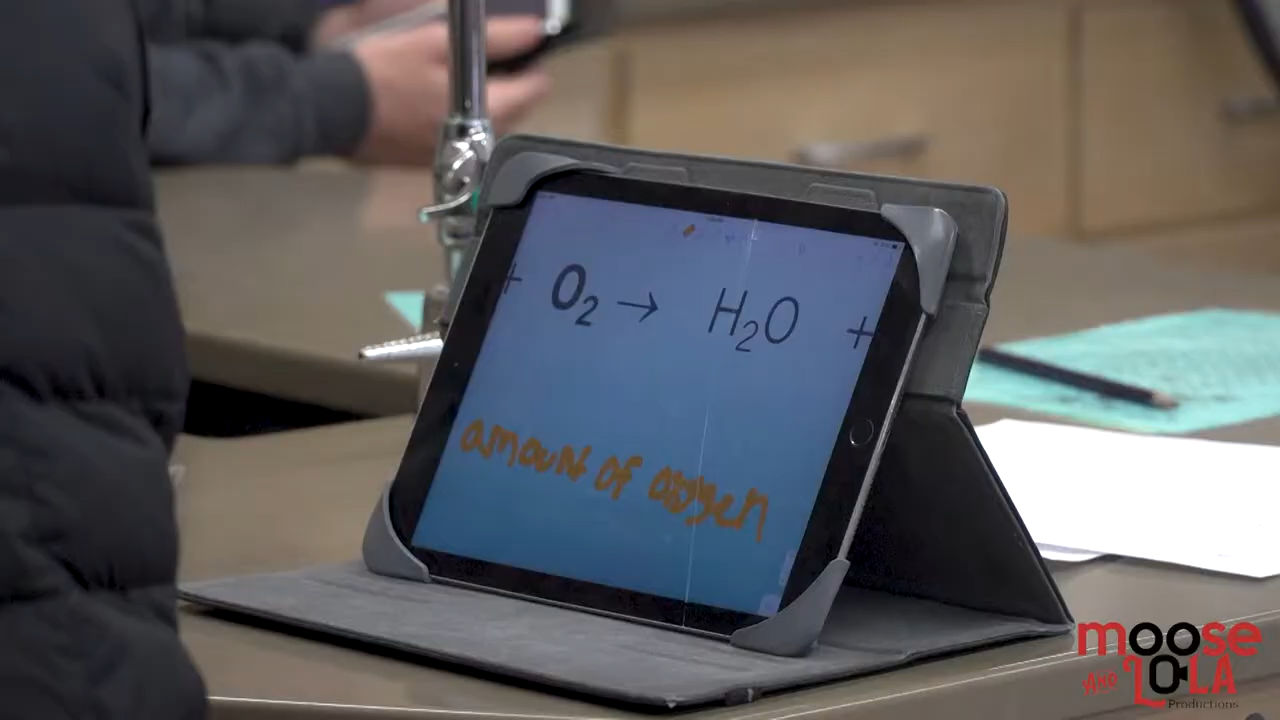 + O₂ → H₂O +
amount of oxygen
moose
AND LOLA
Productions